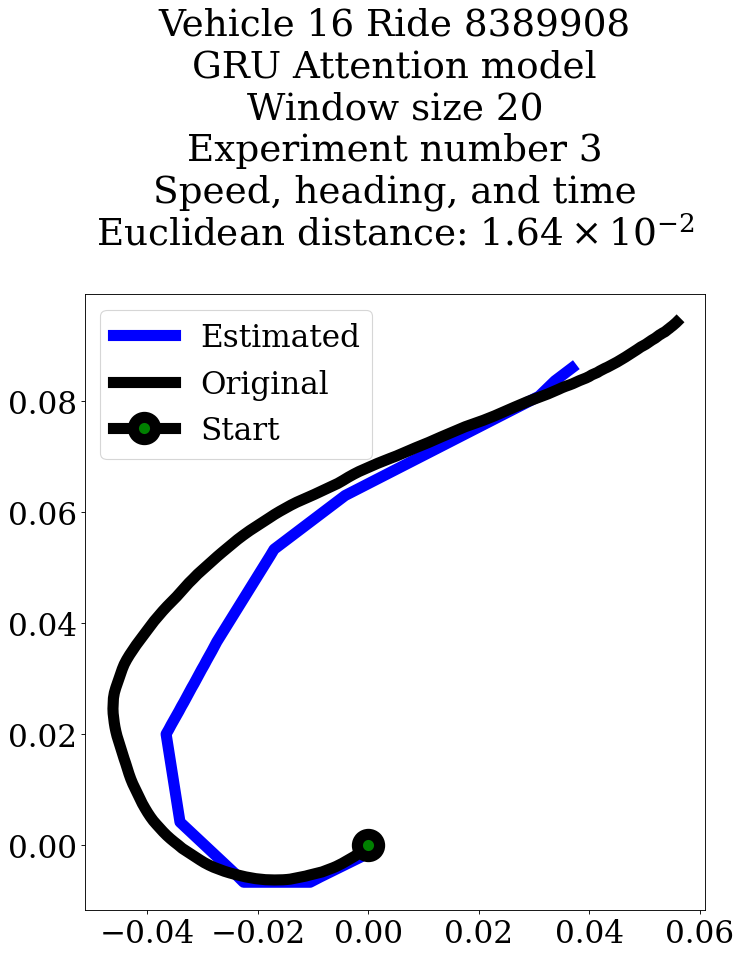 Vehicle 16 Ride 8389908
GRU Attention model
Window size 20
Experiment number 3
Speed, heading, and time
Euclidean distance: 1.64 × 10⁻²
Estimated
Original
Start
0.08
0.06
0.04
0.02
0.00
−0.04 −0.02 0.00 0.02 0.04 0.06